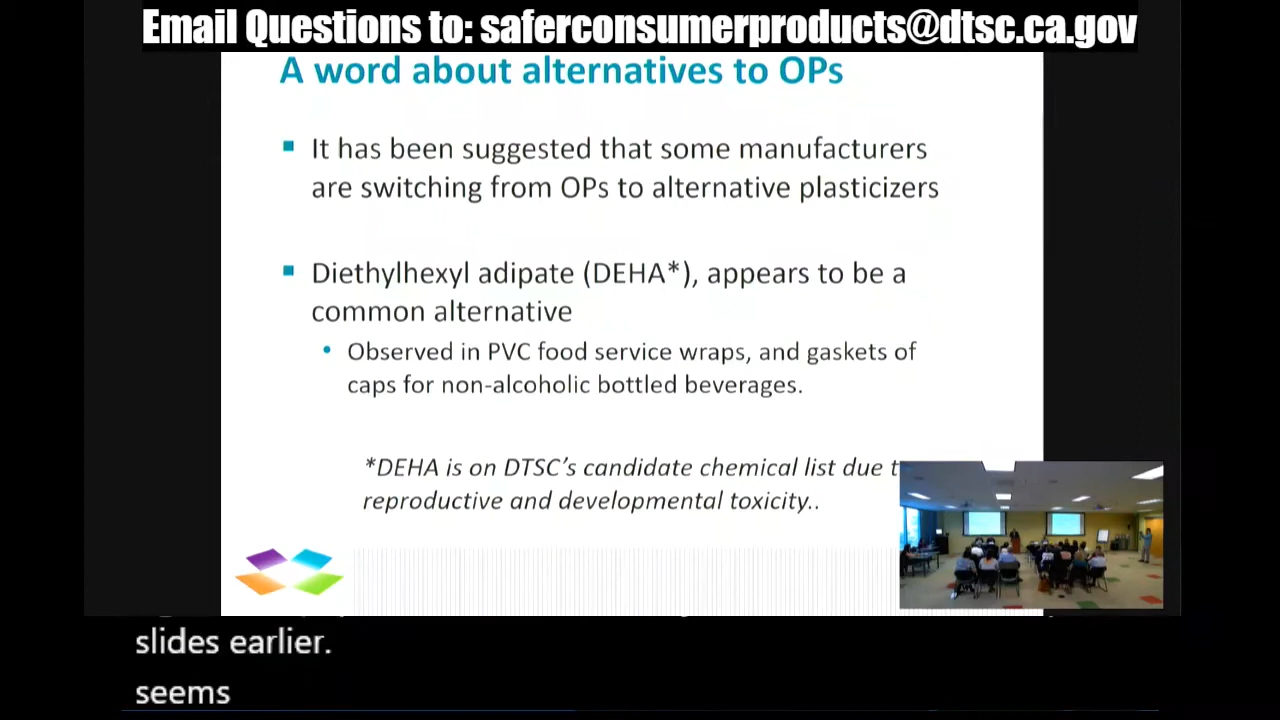 Email Questions to: saferconsumerproducts@dtsc.ca.gov
A word about alternatives to OPs
It has been suggested that some manufacturers
are switching from OPs to alternative plasticizers
Diethylhexyl adipate (DEHA*), appears to be a
common alternative
Observed in PVC food service wraps, and gaskets of
caps for non-alcoholic bottled beverages.
*DEHA is on DTSC's candidate chemical list due
reproductive and developmental toxicity..
slides earlier.
seems